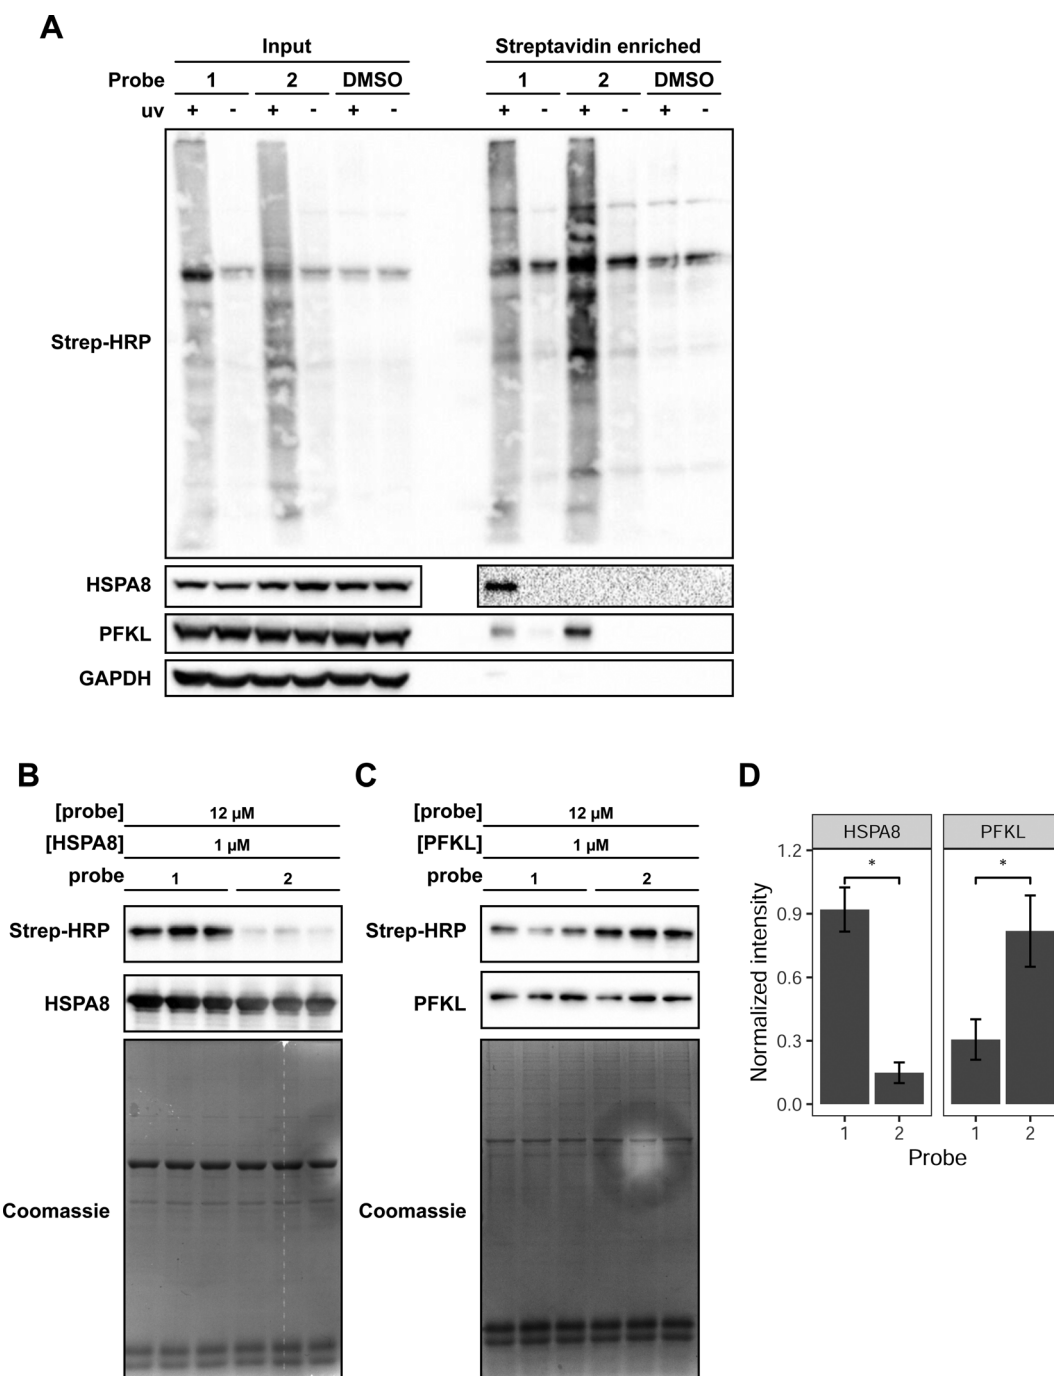 A
Input Streptavidin enriched
Probe 1 2 DMSO 1 2 DMSO
uv + - + - + - + - + - + -
Strep-HRP
HSPA8
PFKL
GAPDH
B
[probe] 12 µM
[HSPA8] 1 µM
probe 1 2
Strep-HRP
HSPA8
Coomassie
C
[probe] 12 µM
[PFKL] 1 µM
probe 1 2
Strep-HRP
PFKL
Coomassie
D
HSPA8 PFKL
Normalized intensity
1.2
0.9
0.6
0.3
0.0
* *
1 2 1 2
Probe